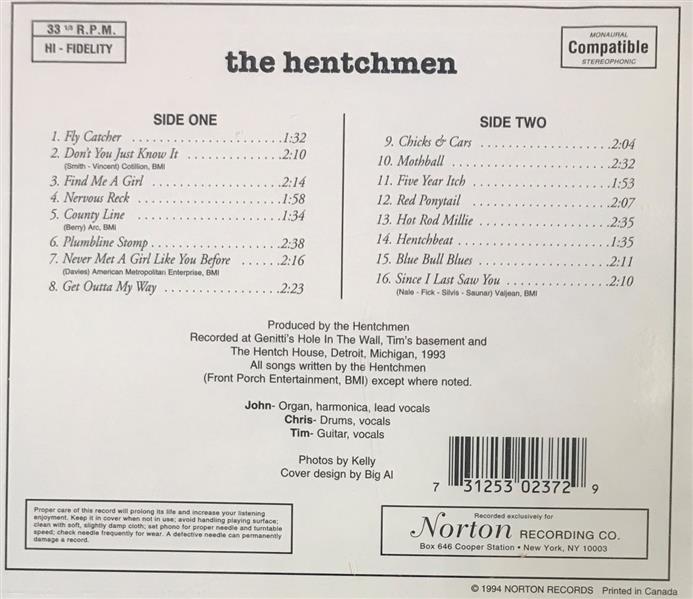 33 1/3 R.P.M.
HI - FIDELITY
the hentchmen
MONAURAL
Compatible
STEREOPHONIC
SIDE ONE
1. Fly Catcher ......................1:32
2. Don't You Just Know It ..............2:10
(Smith - Vincent) Cotillion, BMI
3. Find Me A Girl ....................2:14
4. Nervous Reck .....................1:58
5. County Line ......................1:34
(Berry) Arc, BMI
6. Plumbline Stomp...................2:38
7. Never Met A Girl Like You Before ......2:16
(Davies) American Metropolitan Enterprise, BMI
8. Get Outta My Way .................2:23
SIDE TWO
9. Chicks & Cars ....................2:04
10. Mothball ........................2:32
11. Five Year Itch ....................1:53
12. Red Ponytail .....................2:07
13. Hot Rod Millie ...................2:35
14. Hentchbeat ......................1:35
15. Blue Bull Blues ...................2:11
16. Since I Last Saw You ...............2:10
(Nale - Fick - Silvis - Saunar) Valjean, BMI
Produced by the Hentchmen
Recorded at Genitti's Hole In The Wall, Tim's basement and
The Hentch House, Detroit, Michigan, 1993
All songs written by the Hentchmen
(Front Porch Entertainment, BMI) except where noted.
John- Organ, harmonica, lead vocals
Chris- Drums, vocals
Tim- Guitar, vocals
Photos by Kelly
Cover design by Big Al
7 31253 02372 9
Proper care of this record will prolong its life and increase your listening
enjoyment. Keep it in cover when not in use; avoid handling playing surface;
clean with soft, slightly damp cloth; set phono for proper needle and turntable
speed; check needle frequently for wear. A defective needle can permanently
damage a record.
Recorded exclusively for
Norton RECORDING CO.
Box 646 Cooper Station • New York, NY 10003
© 1994 NORTON RECORDS Printed in Canada